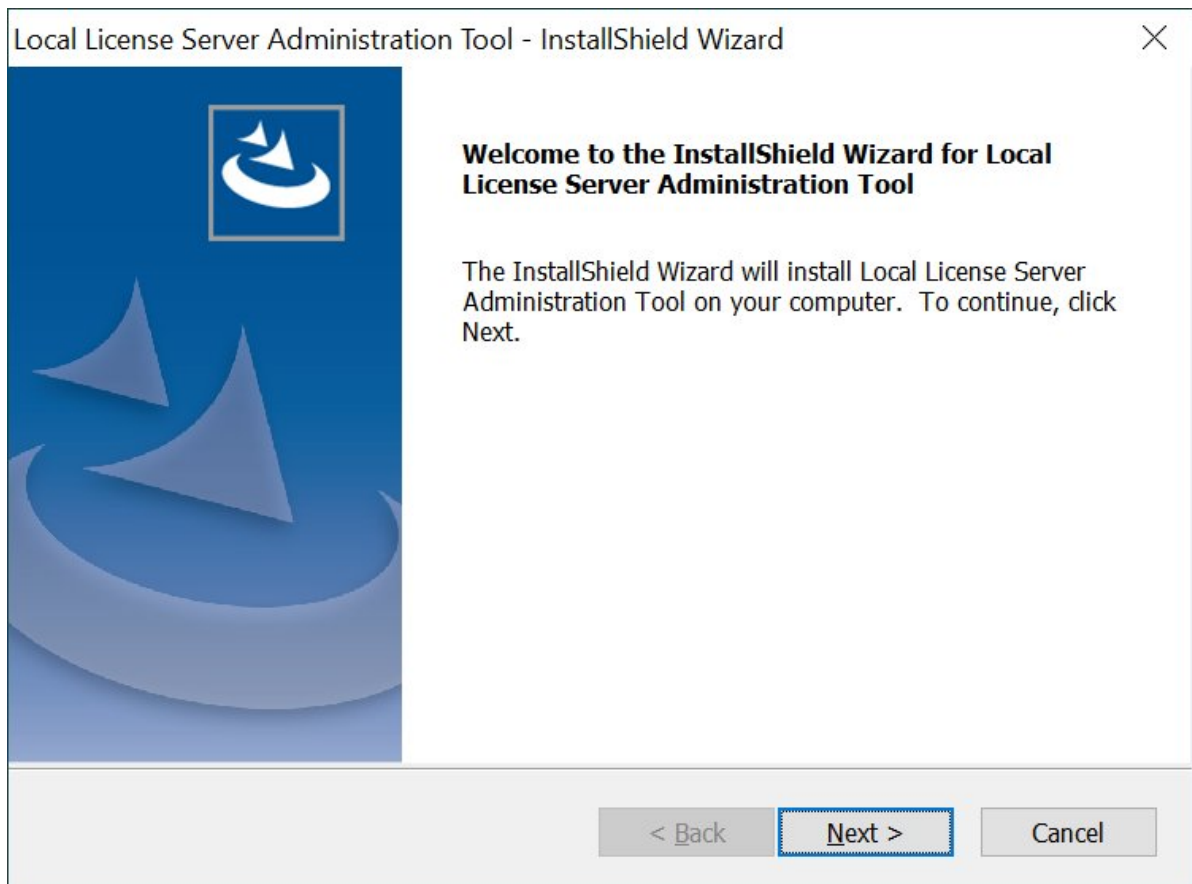 Local License Server Administration Tool - InstallShield Wizard
Welcome to the InstallShield Wizard for Local
License Server Administration Tool
The InstallShield Wizard will install Local License Server
Administration Tool on your computer.  To continue, click
Next.
< Back
Next >
Cancel